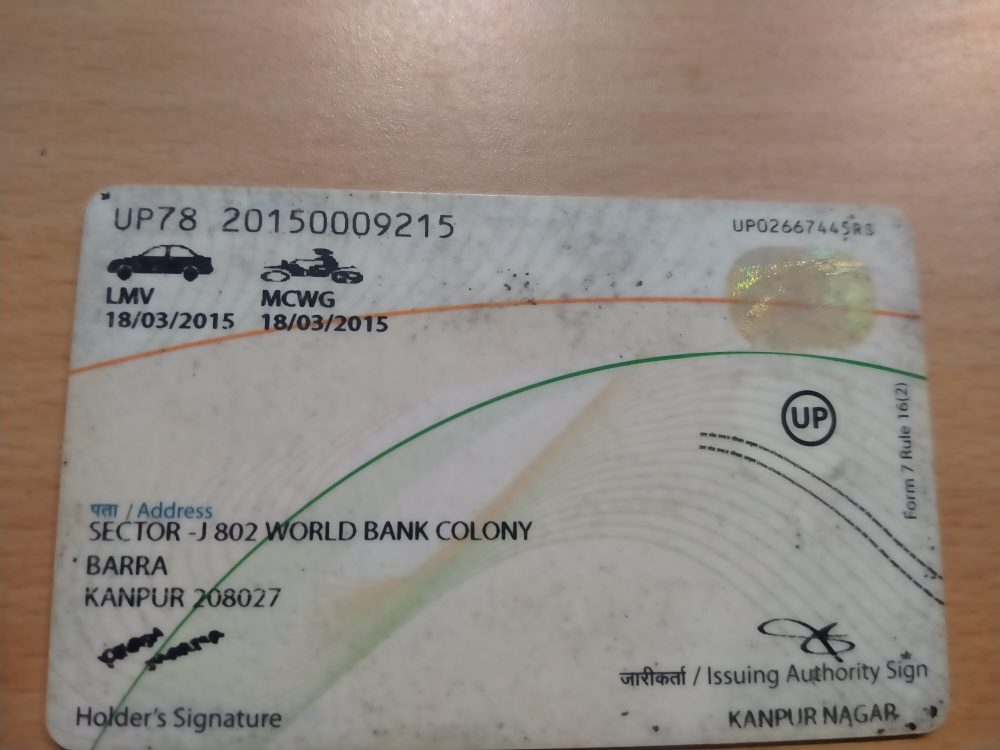 UP78 20150009215
UP02667445RS
LMV MCWG
18/03/2015 18/03/2015
UP
Form 7 Rule 16(2)
पता / Address
SECTOR -J 802 WORLD BANK COLONY
BARRA
KANPUR 208027
जारीकर्ता / Issuing Authority Sign
Holder's Signature
KANPUR NAGAR